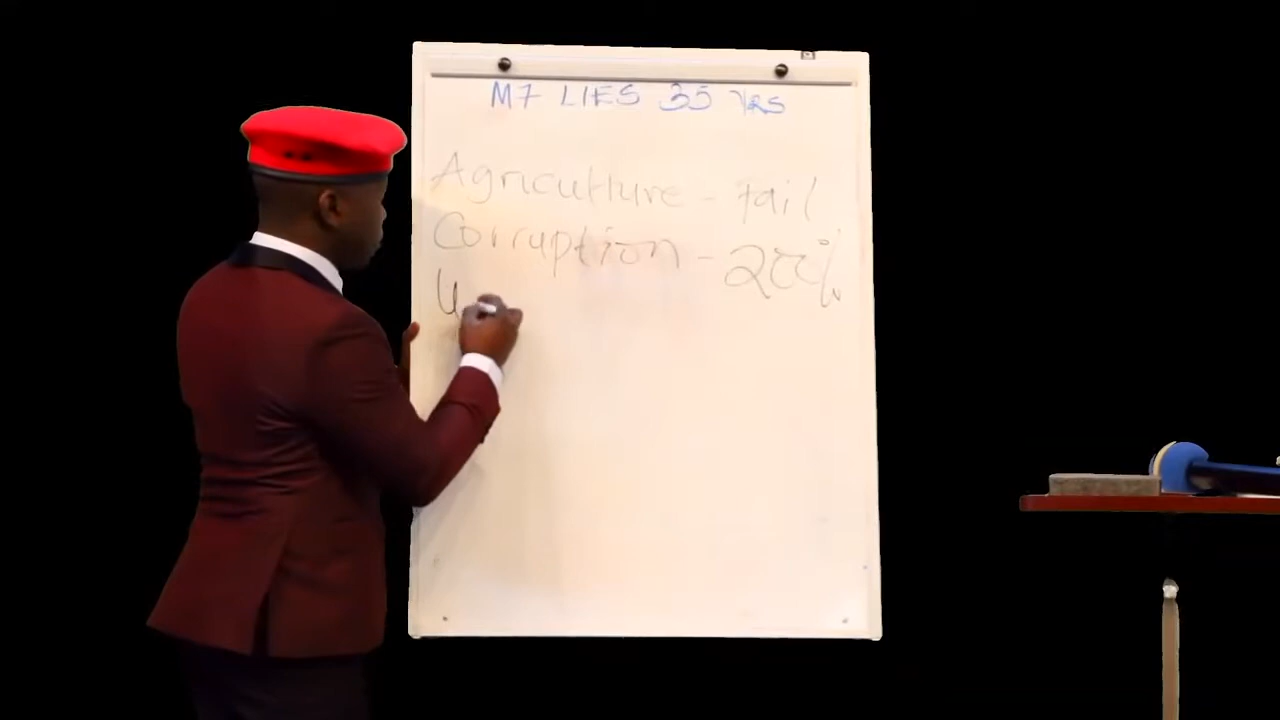 M7 LIES 35 YRS
Agriculture - fail
Corruption - 200%
U